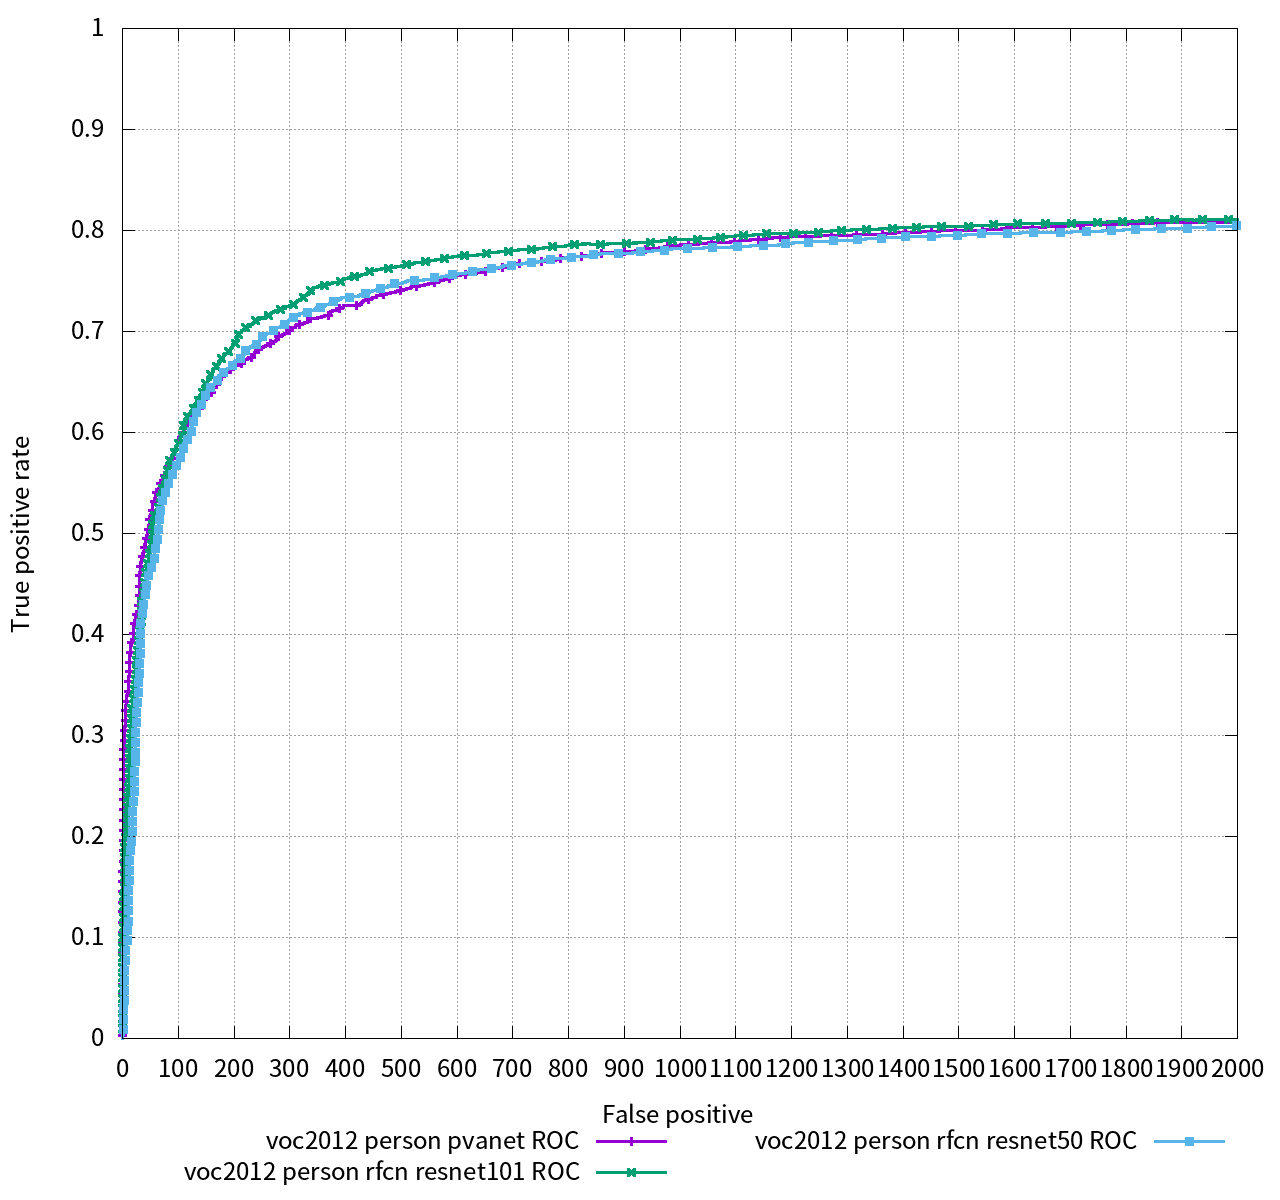 1
0.9
0.8
0.7
0.6
0.5
0.4
0.3
0.2
0.1
0
True positive rate
0 100 200 300 400 500 600 700 800 900 1000 1100 1200 1300 1400 1500 1600 1700 1800 1900 2000
False positive
voc2012 person pvanet ROC
voc2012 person rfcn resnet50 ROC
voc2012 person rfcn resnet101 ROC